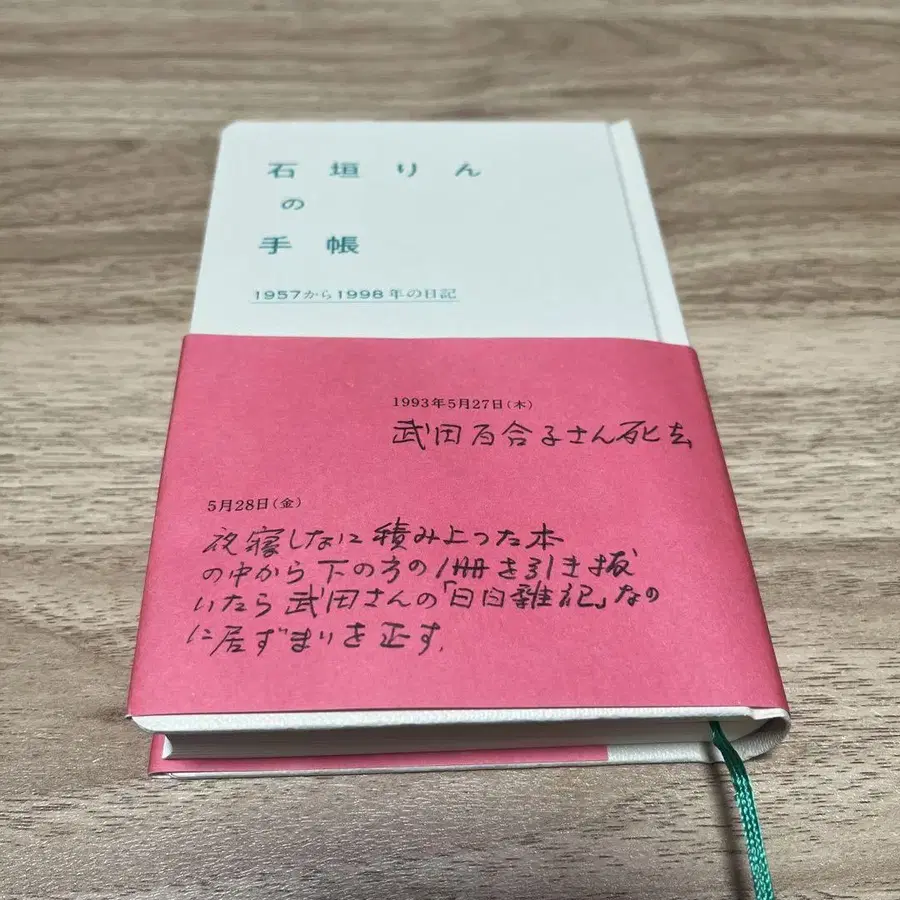 石垣りん
の
手帳
1957から1998年の日記
1993年5月27日(木)
武田百合子さん死去
5月28日(金)
夜寝しなに積み上った本
の中から下の方の1冊を引き抜
いたら武田さんの「日日雑記」なの
に居ずまいを正す.